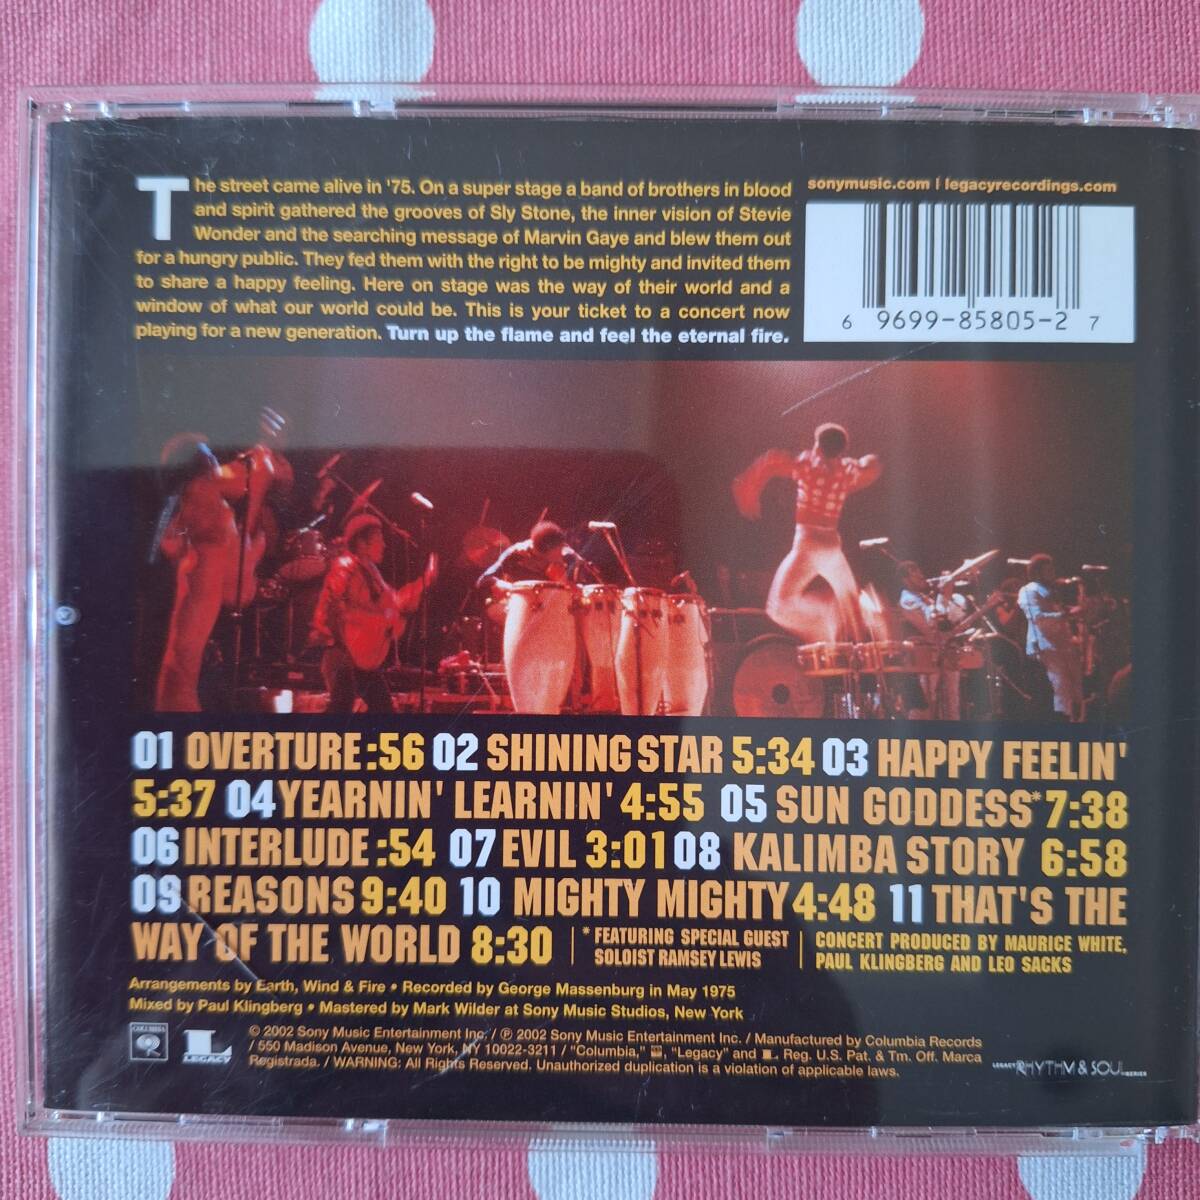 The street came alive in '75. On a super stage a band of brothers in blood
and spirit gathered the grooves of Sly Stone, the inner vision of Stevie
Wonder and the searching message of Marvin Gaye and blew them out
for a hungry public. They fed them with the right to be mighty and invited them
to share a happy feeling. Here on stage was the way of their world and a
window of what our world could be. This is your ticket to a concert now
playing for a new generation. Turn up the flame and feel the eternal fire.
sonymusic.com | legacyrecordings.com
6 9699-85805-2 7
01 OVERTURE :56 02 SHINING STAR 5:34 03 HAPPY FEELIN'
5:37 04 YEARNIN' LEARNIN' 4:55 05 SUN GODDESS* 7:38
06 INTERLUDE :54 07 EVIL 3:01 08 KALIMBA STORY 6:58
09 REASONS 9:40 10 MIGHTY MIGHTY 4:48 11 THAT'S THE
WAY OF THE WORLD 8:30
* FEATURING SPECIAL GUEST
SOLOIST RAMSEY LEWIS
CONCERT PRODUCED BY MAURICE WHITE,
PAUL KLINGBERG AND LEO SACKS
Arrangements by Earth, Wind & Fire • Recorded by George Massenburg in May 1975
Mixed by Paul Klingberg • Mastered by Mark Wilder at Sony Music Studios, New York
COLUMBIA
LEGACY
© 2002 Sony Music Entertainment Inc. / ℗ 2002 Sony Music Entertainment Inc. / Manufactured by Columbia Records
/ 550 Madison Avenue, New York, NY 10022-3211 / "Columbia," "Legacy" and L Reg. U.S. Pat. & Tm. Off. Marca
Registrada. / WARNING: All Rights Reserved. Unauthorized duplication is a violation of applicable laws.
LEGACY RHYTHM & SOUL SERIES